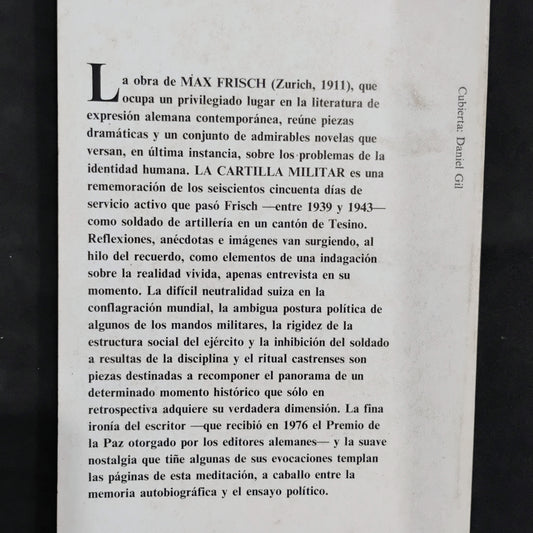 La obra de MAX FRISCH (Zurich, 1911), que
ocupa un privilegiado lugar en la literatura de
expresión alemana contemporánea, reúne piezas
dramáticas y un conjunto de admirables novelas que
versan, en última instancia, sobre los problemas de la
identidad humana. LA CARTILLA MILITAR es una
rememoración de los seiscientos cincuenta días de
servicio activo que pasó Frisch —entre 1939 y 1943—
como soldado de artillería en un cantón de Tesino.
Reflexiones, anécdotas e imágenes van surgiendo, al
hilo del recuerdo, como elementos de una indagación
sobre la realidad vivida, apenas entrevista en su
momento. La difícil neutralidad suiza en la
conflagración mundial, la ambigua postura política de
algunos de los mandos militares, la rigidez de la
estructura social del ejército y la inhibición del soldado
a resultas de la disciplina y el ritual castrenses son
piezas destinadas a recomponer el panorama de un
determinado momento histórico que sólo en
retrospectiva adquiere su verdadera dimensión. La fina
ironía del escritor —que recibió en 1976 el Premio de
la Paz otorgado por los editores alemanes— y la suave
nostalgia que tiñe algunas de sus evocaciones templan
las páginas de esta meditación, a caballo entre la
memoria autobiográfica y el ensayo político.
Cubierta: Daniel Gil